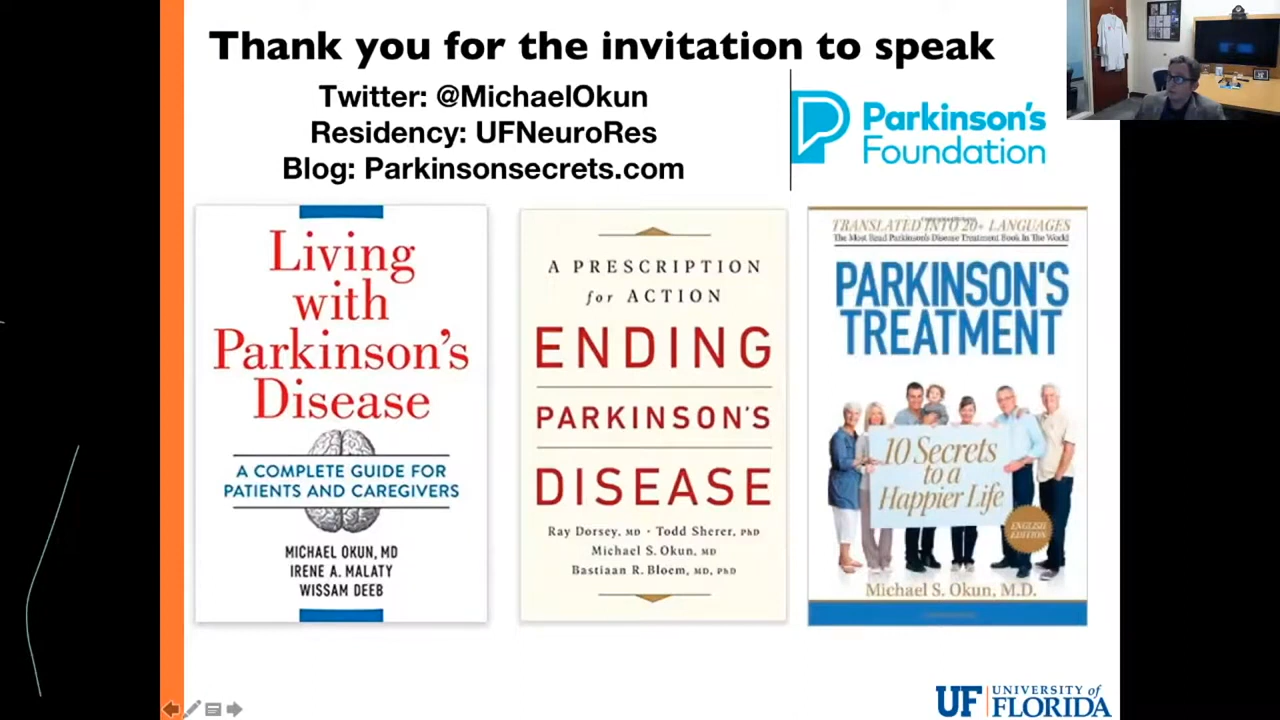 Thank you for the invitation to speak
Twitter: @MichaelOkun
Residency: UFNeuroRes
Blog: Parkinsonsecrets.com
Parkinson's
Foundation
Living
with
Parkinson's
Disease
A COMPLETE GUIDE FOR
PATIENTS AND CAREGIVERS
MICHAEL OKUN, MD
IRENE A. MALATY
WISSAM DEEB
A PRESCRIPTION
for ACTION
ENDING
PARKINSON'S
DISEASE
Ray Dorsey, MD · Todd Sherer, PhD
Michael S. Okun, MD
Bastiaan R. Bloem, MD, PhD
TRANSLATED INTO 20+ LANGUAGES
The Most Read Parkinson's Disease Treatment Book In The World
PARKINSON'S
TREATMENT
10 Secrets
to a
Happier Life
ENGLISH
EDITION
Michael S. Okun, M.D.
UF UNIVERSITY of
FLORIDA